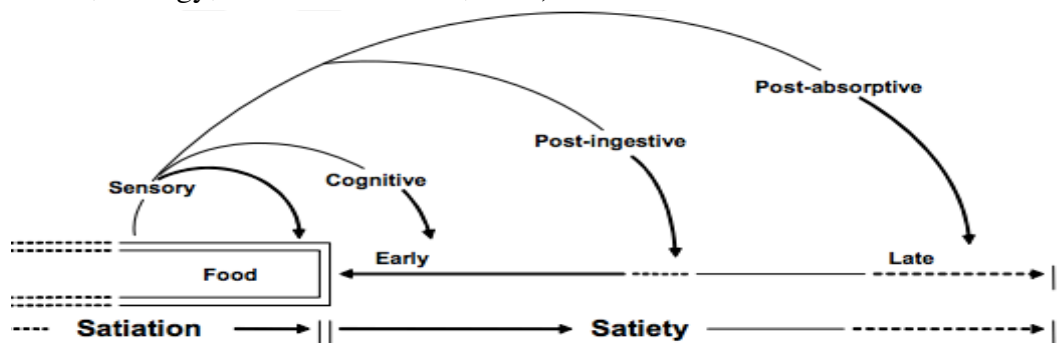 Post-absorptive
Post-ingestive
Sensory
Cognitive
Food
Early
Late
Satiation
Satiety